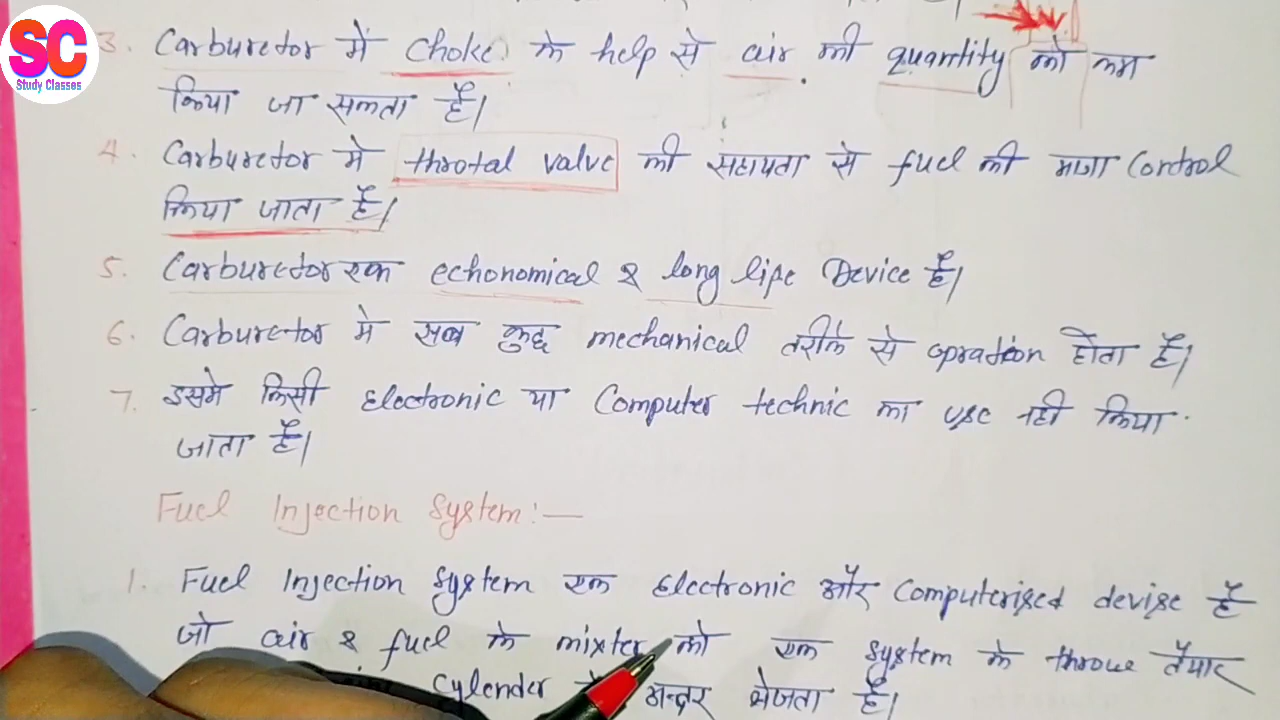 SC
Study Classes
3. Carburetor में choke के help से air की quantity को कम
किया जा सकता है।
4. Carburetor मे throtal valve की सहायता से fuel की मात्रा Control
किया जाता है।
5. Carburetor एक echonomical & long life Device है।
6. Carburetor मे सब कुछ mechanical तरीके से opration होता है।
7. इसमे किसी Electronic या Computer technic का use नही किया
जाता है।
Fuel Injection System:—
1. Fuel Injection System एक Electronic और Computerised devise है
जो air & fuel के mixter को एक System के throue तैयार
Cylender अन्दर भेजता है।